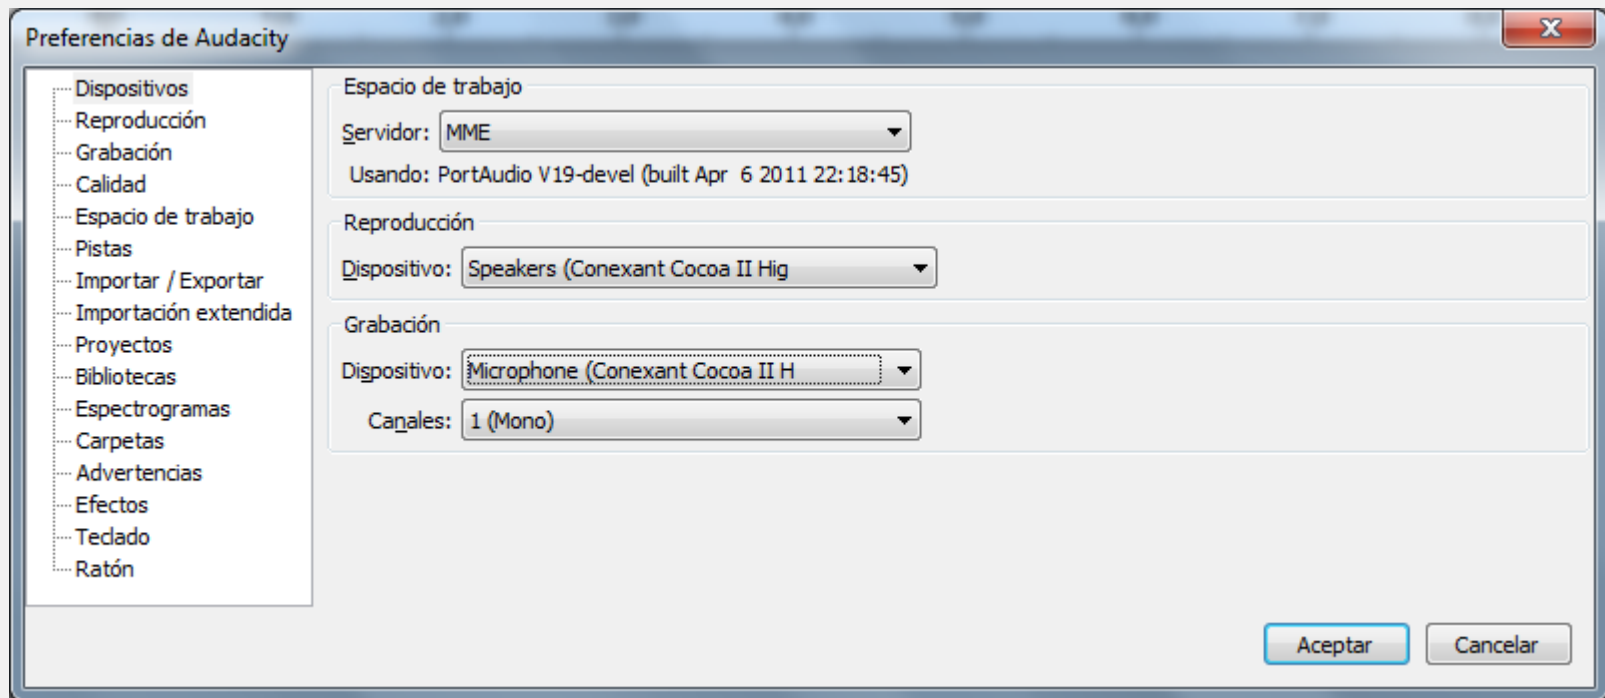 Preferencias de Audacity
Dispositivos
Reproducción
Grabación
Calidad
Espacio de trabajo
Pistas
Importar / Exportar
Importación extendida
Proyectos
Bibliotecas
Espectrogramas
Carpetas
Advertencias
Efectos
Teclado
Ratón
Espacio de trabajo
Servidor: MME
Usando: PortAudio V19-devel (built Apr  6 2011 22:18:45)
Reproducción
Dispositivo: Speakers (Conexant Cocoa II Hig
Grabación
Dispositivo: Microphone (Conexant Cocoa II H
Canales: 1 (Mono)
Aceptar Cancelar